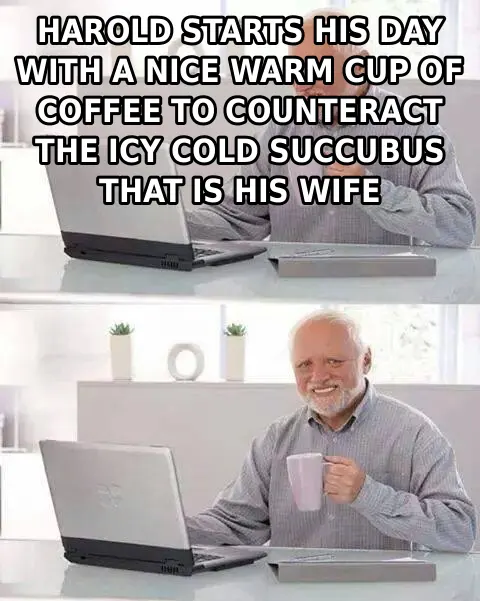 HAROLD STARTS HIS DAY
WITH A NICE WARM CUP OF
COFFEE TO COUNTERACT
THE ICY COLD SUCCUBUS
THAT IS HIS WIFE